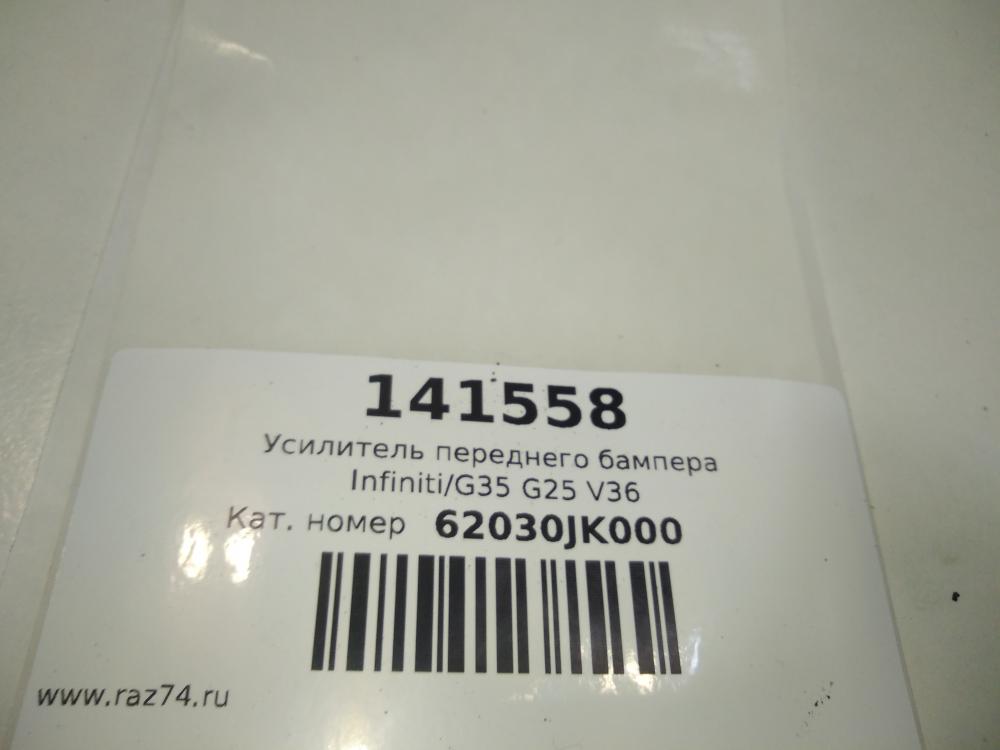 141558
Усилитель переднего бампера
Infiniti/G35 G25 V36
Кат. номер 62030JK000
www.raz74.ru